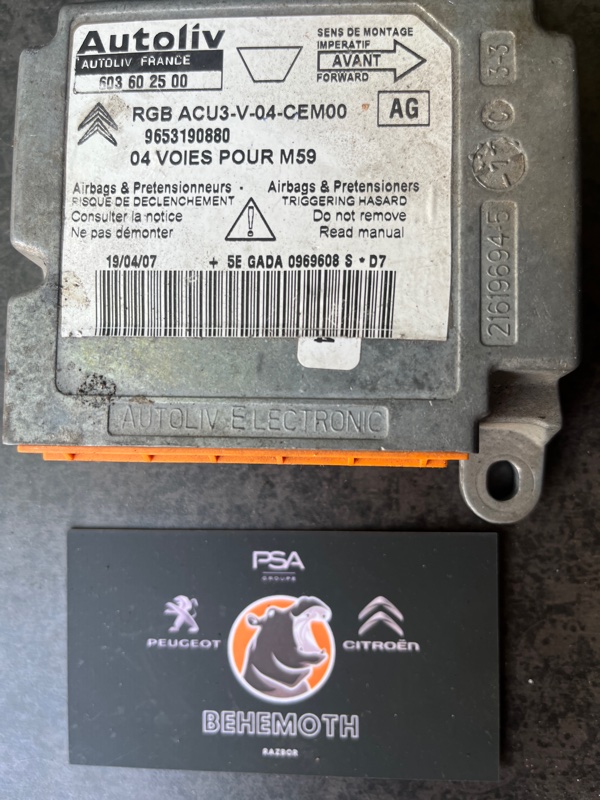 Autoliv
AUTOLIV FRANCE
603 60 25 00
SENS DE MONTAGE
IMPERATIF
AVANT
FORWARD
RGB ACU3-V-04-CEM00
AG
9653190880
04 VOIES POUR M59
Airbags & Pretensionneurs -
RISQUE DE DECLENCHEMENT
Consulter la notice
Ne pas démonter
Airbags & Pretensioners
TRIGGERING HASARD
Do not remove
Read manual
19/04/07 + 5E GADA 0969608 S * D7
AUTOLIV ELECTRONIC
3-3
C
21619694-5
PSA
GROUPE
PEUGEOT
CITROËN
BEHEMOTH
RAZBOR